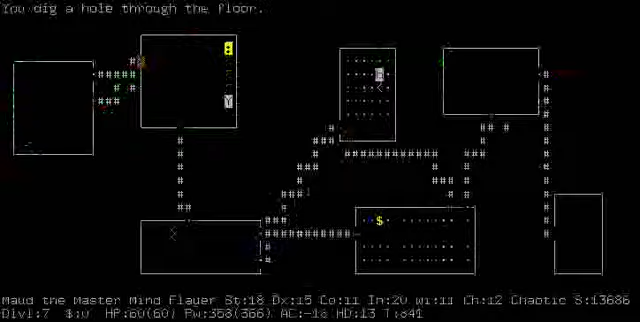 You dig a hole through the floor.
Maud the Master Mind Flayer St:18 Dx:15 Co:11 In:20 Wi:11 Ch:12 Chaotic S:13686
Dlvl:7 $:0 HP:60(60) Pw:358(366) AC:-16 HD:13 T:841